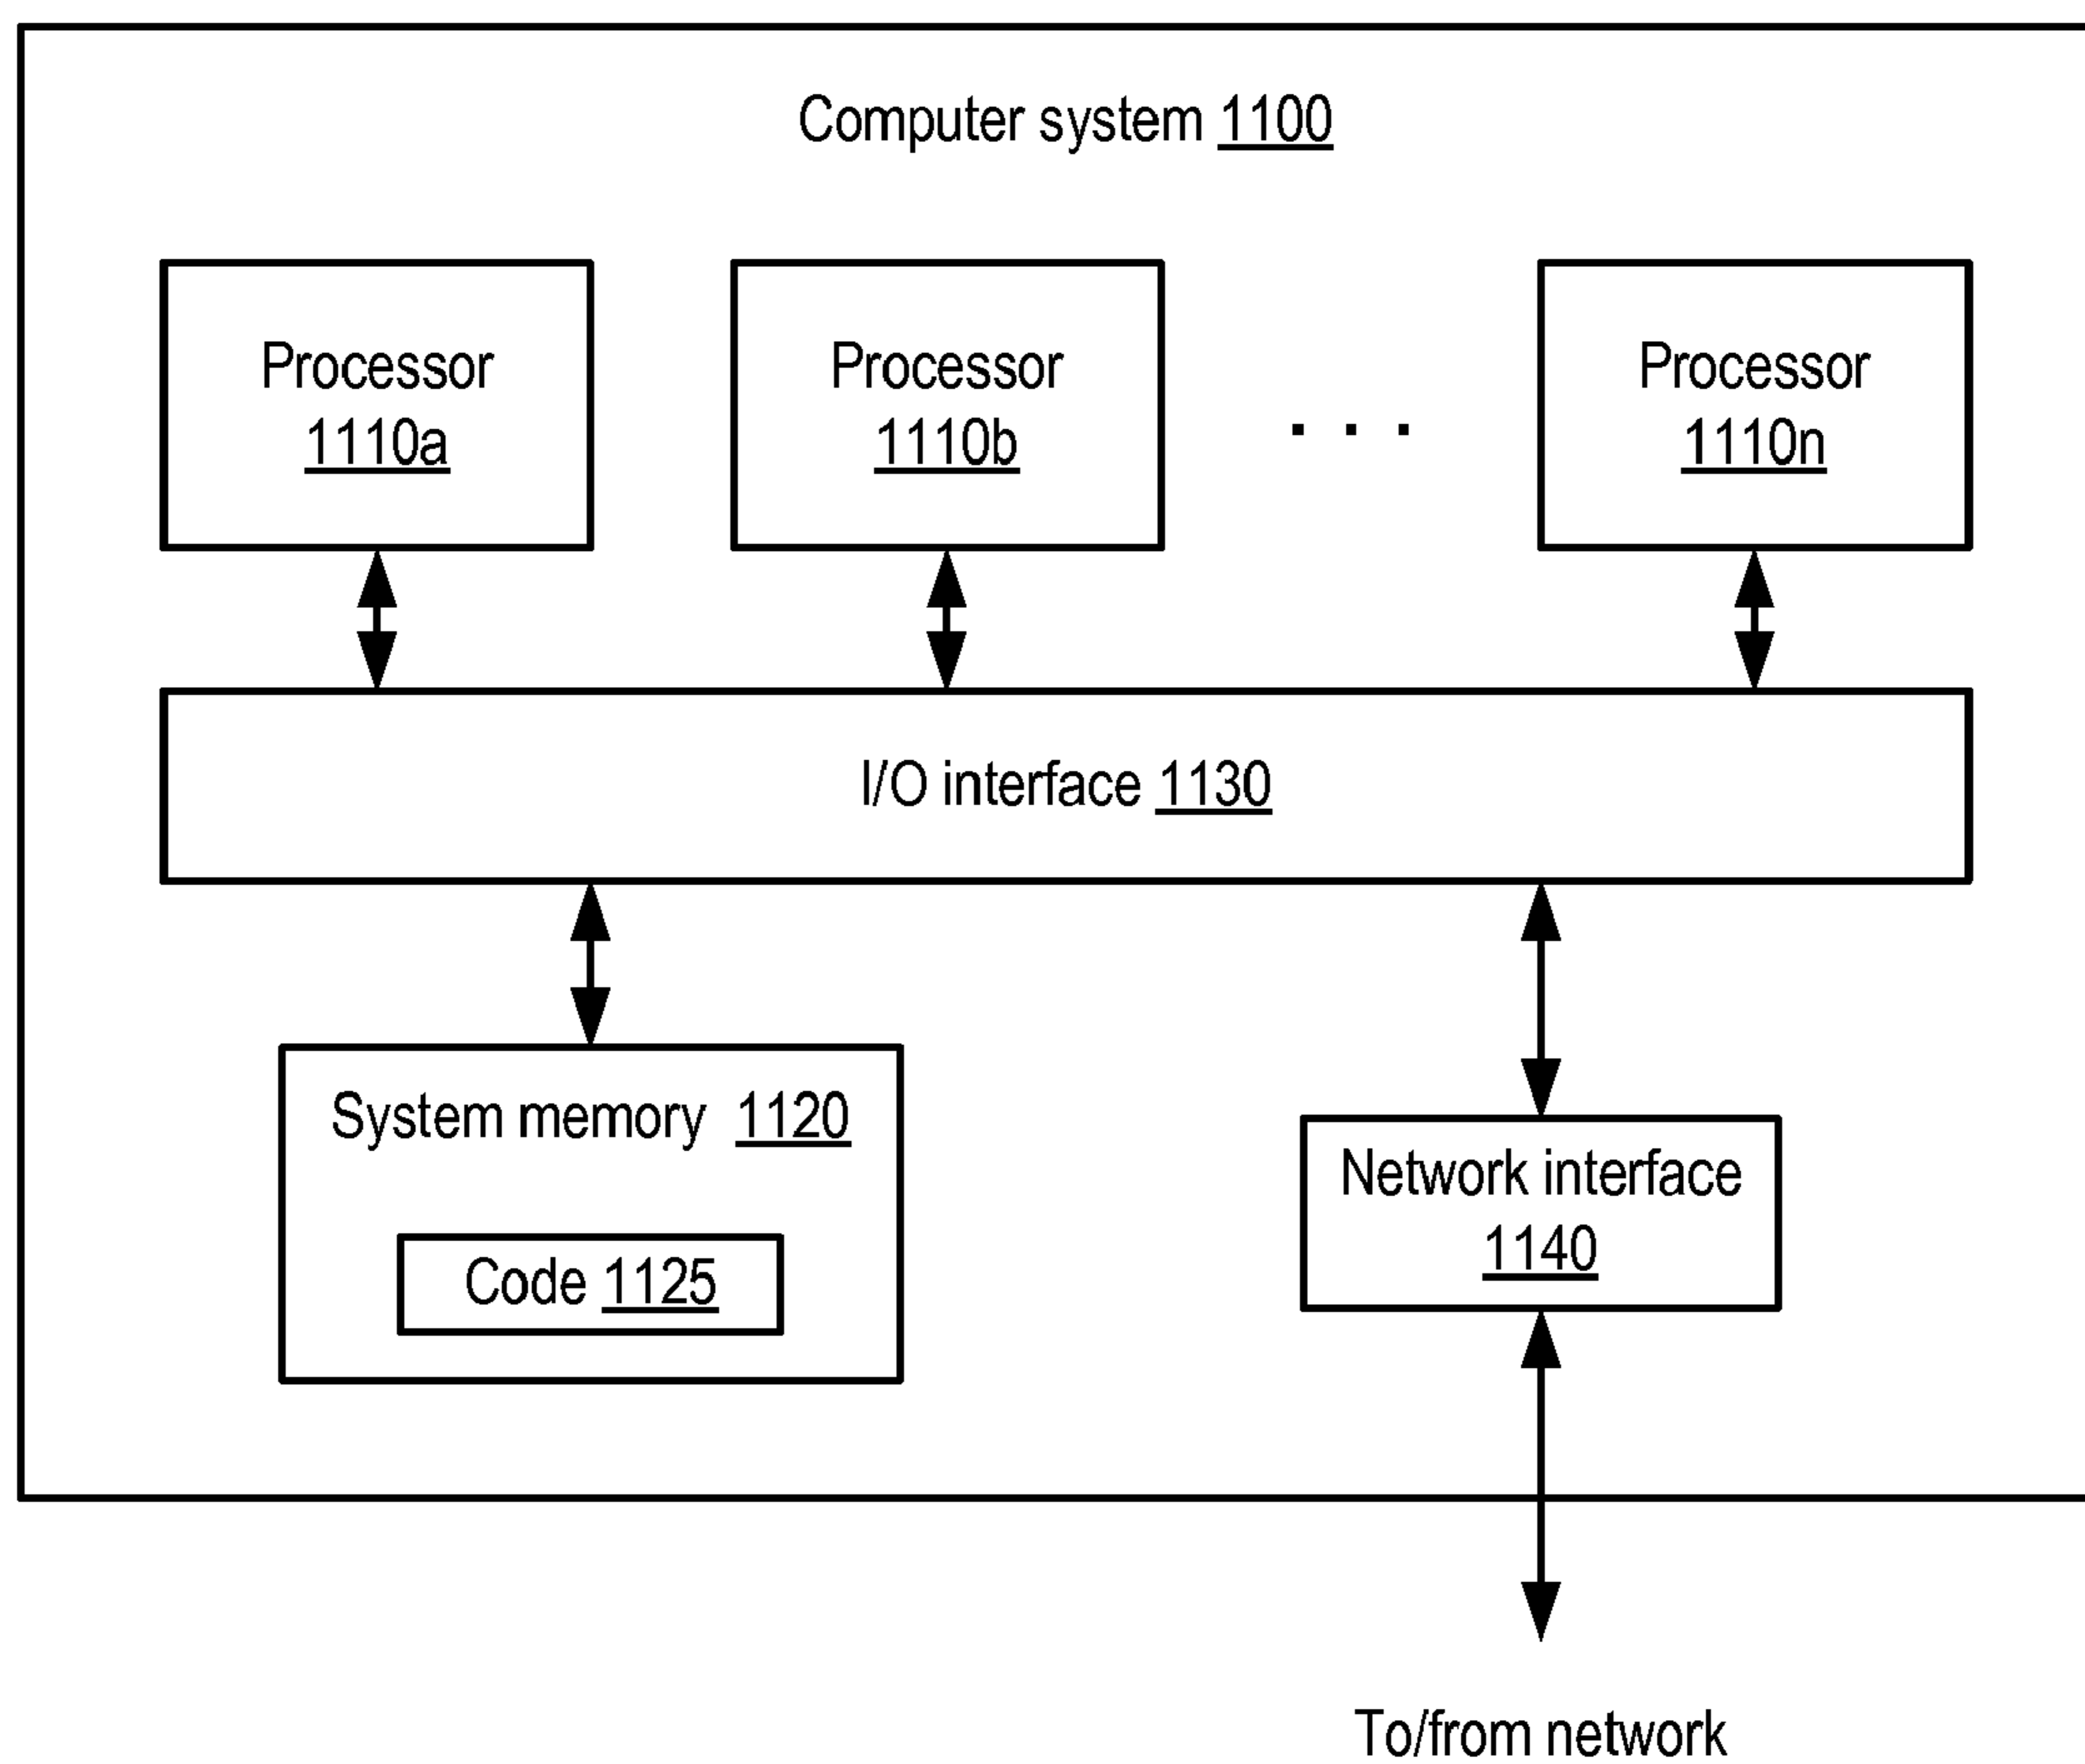 Computer system 1100
Processor
1110a
Processor
1110b
. . .
Processor
1110n
I/O interface 1130
System memory 1120
Code 1125
Network interface
1140
To/from network